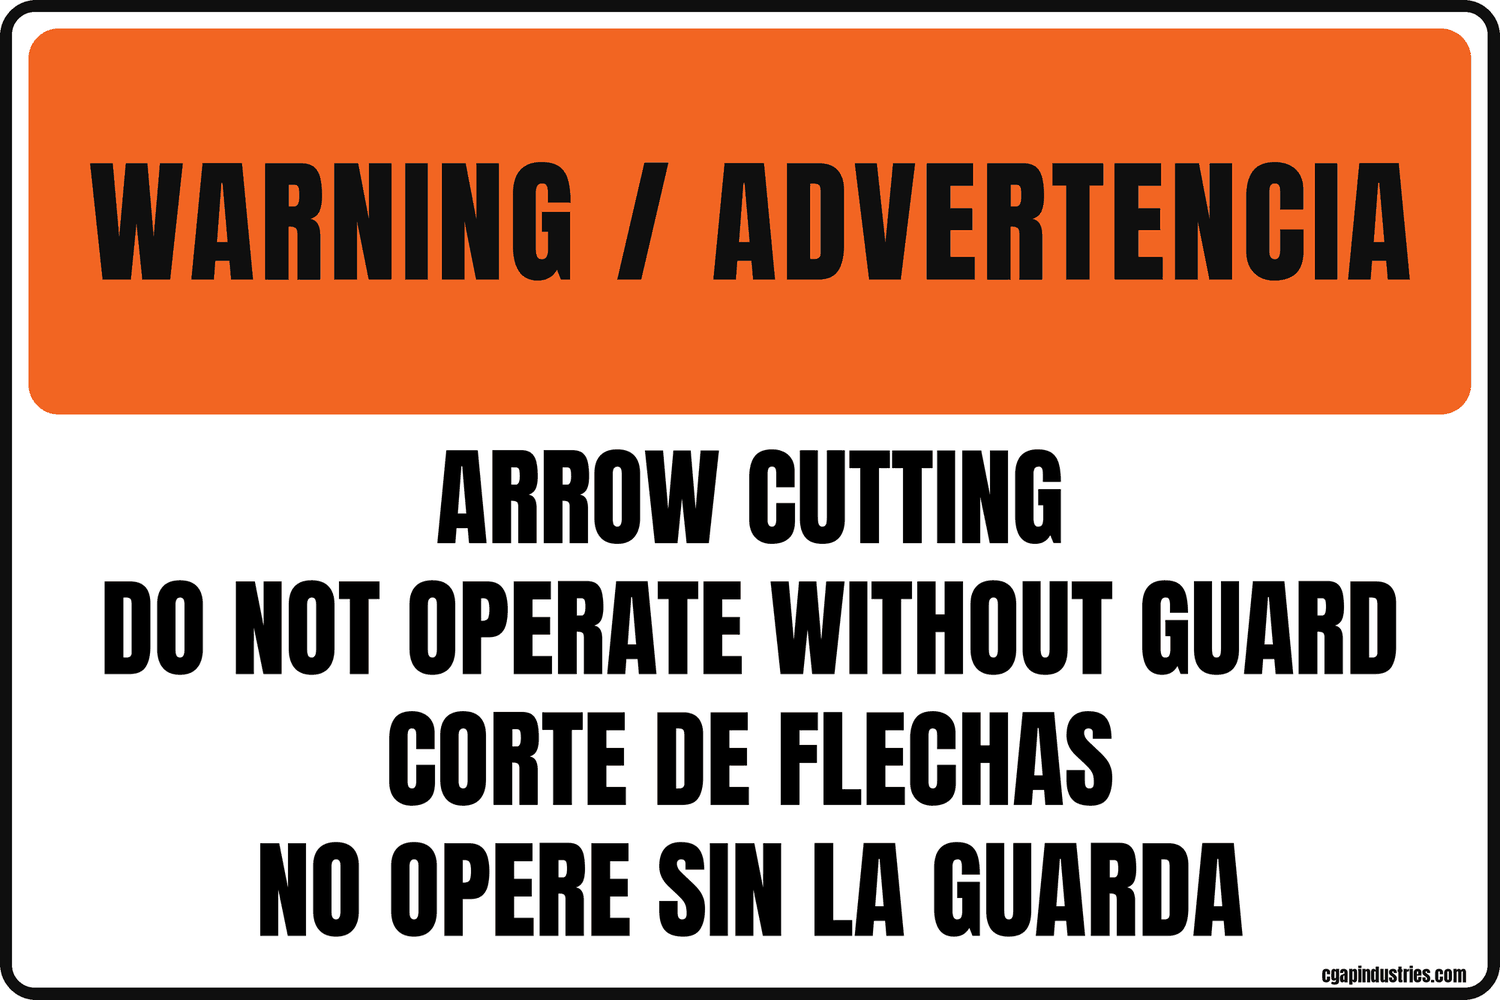 WARNING / ADVERTENCIA
ARROW CUTTING
DO NOT OPERATE WITHOUT GUARD
CORTE DE FLECHAS
NO OPERE SIN LA GUARDA
cgapindustries.com